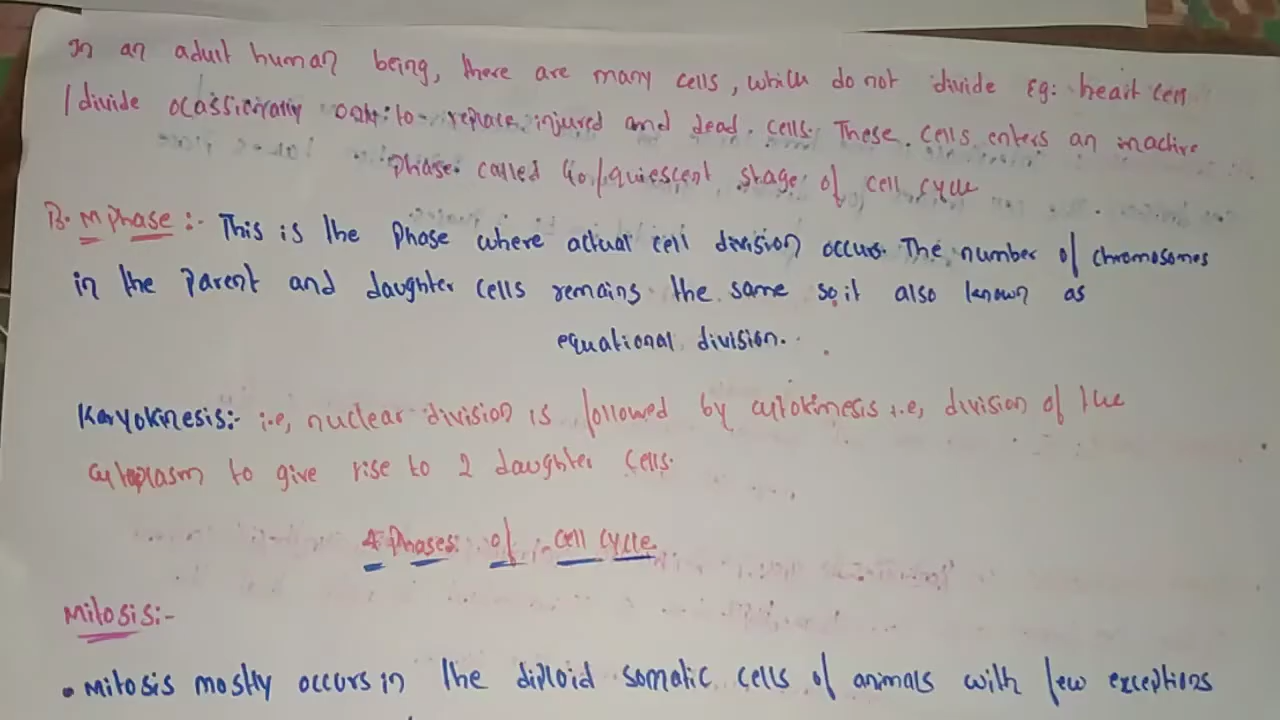 In an adult human being, there are many cells, which do not divide Eg: heart cell
/divide ocassionally to replace injured and dead cells. These cells enters an inactive
phase called G0/quiescent stage of cell cycle
B. M phase :- This is the phase where actual cell division occurs. The number of chromosomes
in the parent and daughter cells remains the same so it also known as
equational division.
Karyokinesis:- i.e, nuclear division is followed by cytokinesis i.e, division of the
cytoplasm to give rise to 2 daughter cells.
4 Phases of cell cycle
Mitosis:-
• Mitosis mostly occurs in the diploid somatic cells of animals with few exceptions